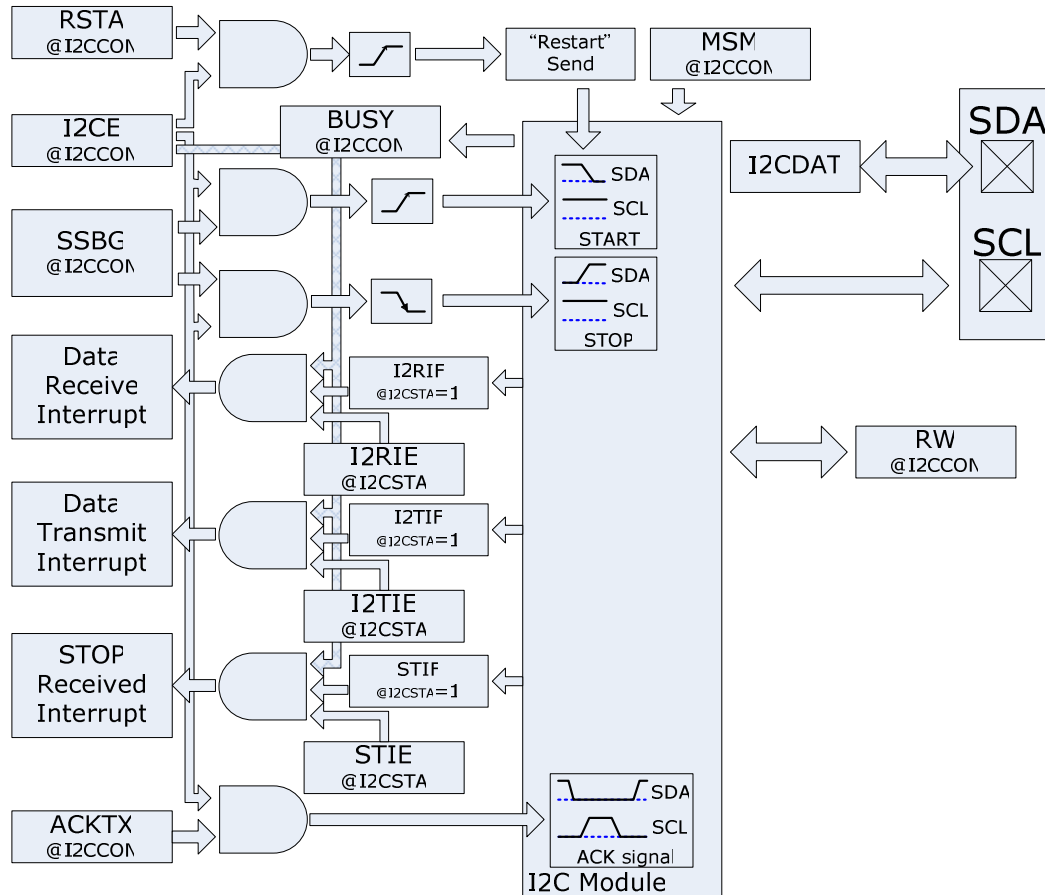 RSTA
@I2CCON
"Restart"
Send
MSM
@I2CCON
I2CE
@I2CCON
BUSY
@I2CCON
SDA
I2CDAT
SDA
SCL
START
SSBG
@I2CCON
SCL
SDA
SCL
STOP
Data
Receive
Interrupt
I2RIF
@I2CSTA=1
RW
@I2CCON
I2RIE
@I2CSTA
Data
Transmit
Interrupt
I2TIF
@I2CSTA=1
I2TIE
@I2CSTA
STOP
Received
Interrupt
STIF
@I2CSTA=1
STIE
@I2CSTA
SDA
SCL
ACK signal
ACKTX
@I2CCON
I2C Module